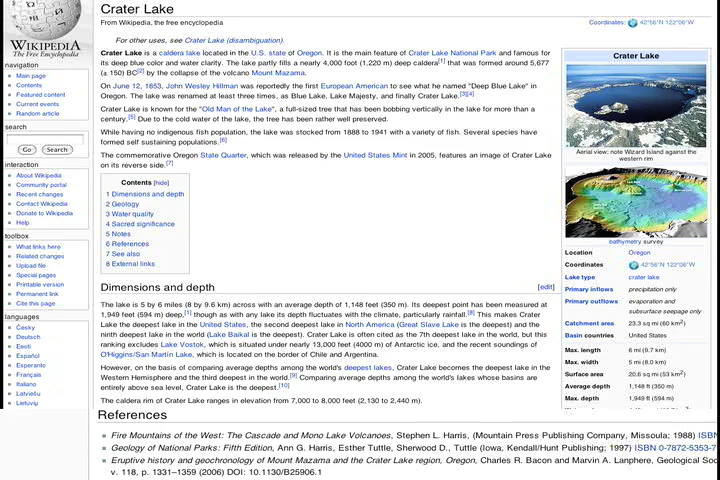 Crater Lake
From Wikipedia, the free encyclopedia
Coordinates: 42°56′N 122°06′W
For other uses, see Crater Lake (disambiguation).
Crater Lake is a caldera lake located in the U.S. state of Oregon. It is the main feature of Crater Lake National Park and famous for
its deep blue color and water clarity. The lake partly fills a nearly 4,000 foot (1,220 m) deep caldera[1] that was formed around 5,677
(± 150) BC[2] by the collapse of the volcano Mount Mazama.
On June 12, 1853, John Wesley Hillman was reportedly the first European American to see what he named "Deep Blue Lake" in
Oregon. The lake was renamed at least three times, as Blue Lake, Lake Majesty, and finally Crater Lake.[3][4]
Crater Lake is known for the "Old Man of the Lake", a full-sized tree that has been bobbing vertically in the lake for more than a
century.[5] Due to the cold water of the lake, the tree has been rather well preserved.
While having no indigenous fish population, the lake was stocked from 1888 to 1941 with a variety of fish. Several species have
formed self sustaining populations.[6]
The commemorative Oregon State Quarter, which was released by the United States Mint in 2005, features an image of Crater Lake
on its reverse side.[7]
Contents [hide]
1 Dimensions and depth
2 Geology
3 Water quality
4 Sacred significance
5 Notes
6 References
7 See also
8 External links
Dimensions and depth
[edit]
The lake is 5 by 6 miles (8 by 9.6 km) across with an average depth of 1,148 feet (350 m). Its deepest point has been measured at
1,949 feet (594 m) deep,[1] though as with any lake its depth fluctuates with the climate, particularly rainfall.[8] This makes Crater
Lake the deepest lake in the United States, the second deepest lake in North America (Great Slave Lake is the deepest) and the
ninth deepest lake in the world (Lake Baikal is the deepest). Crater Lake is often cited as the 7th deepest lake in the world, but this
ranking excludes Lake Vostok, which is situated under nearly 13,000 feet (4000 m) of Antarctic ice, and the recent soundings of
O'Higgins/San Martín Lake, which is located on the border of Chile and Argentina.
However, on the basis of comparing average depths among the world's deepest lakes, Crater Lake becomes the deepest lake in the
Western Hemisphere and the third deepest in the world.[9] Comparing average depths among the world's lakes whose basins are
entirely above sea level, Crater Lake is the deepest.[10]
The caldera rim of Crater Lake ranges in elevation from 7,000 to 8,000 feet (2,130 to 2,440 m).
WIKIPEDIA
The Free Encyclopedia
navigation
Main page
Contents
Featured content
Current events
Random article
search
Go Search
interaction
About Wikipedia
Community portal
Recent changes
Contact Wikipedia
Donate to Wikipedia
Help
toolbox
What links here
Related changes
Upload file
Special pages
Printable version
Permanent link
Cite this page
languages
Česky
Deutsch
Eesti
Español
Esperanto
Français
Italiano
Latviešu
Lietuvių
Crater Lake
Aerial view; note Wizard Island against the
western rim
bathymetry survey
Location Oregon
Coordinates 42°56′N 122°06′W
Lake type crater lake
Primary inflows precipitation only
Primary outflows evaporation and
subsurface seepage only
Catchment area 23.3 sq mi (60 km²)
Basin countries United States
Max. length 6 mi (9.7 km)
Max. width 5 mi (8.0 km)
Surface area 20.6 sq mi (53 km²)
Average depth 1,148 ft (350 m)
Max. depth 1,949 ft (594 m)
References
Fire Mountains of the West: The Cascade and Mono Lake Volcanoes, Stephen L. Harris, (Mountain Press Publishing Company, Missoula; 1988) ISBN
Geology of National Parks: Fifth Edition, Ann G. Harris, Esther Tuttle, Sherwood D., Tuttle (Iowa, Kendall/Hunt Publishing; 1997) ISBN 0-7872-5353-7
Eruptive history and geochronology of Mount Mazama and the Crater Lake region, Oregon, Charles R. Bacon and Marvin A. Lanphere, Geological Soc
v. 118, p. 1331–1359 (2006) DOI: 10.1130/B25906.1